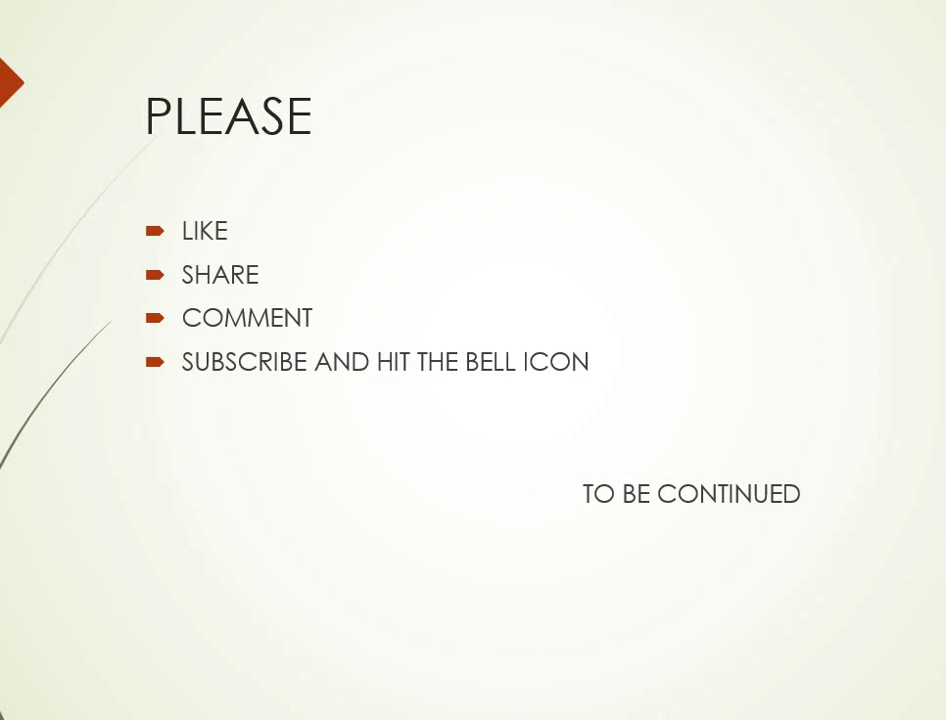 PLEASE
LIKE
SHARE
COMMENT
SUBSCRIBE AND HIT THE BELL ICON
TO BE CONTINUED